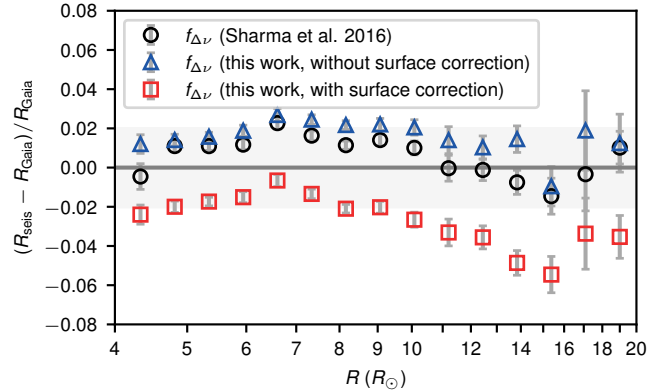 f_Δν (Sharma et al. 2016)
f_Δν (this work, without surface correction)
f_Δν (this work, with surface correction)
0.08
0.06
0.04
0.02
0.00
−0.02
−0.04
−0.06
−0.08
(R_seis − R_Gaia)/R_Gaia
4 5 6 7 8 9 10 12 14 16 18 20
R (R_⊙)